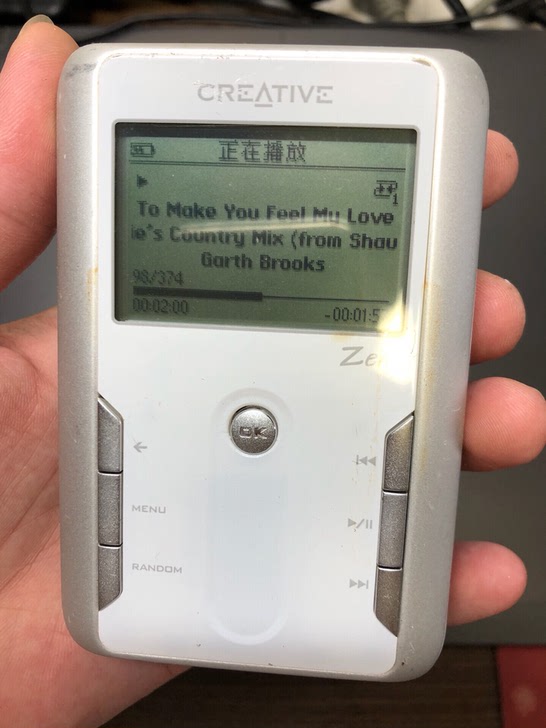 CREATIVE
正在播放
1
To Make You Feel My Love
ie's Country Mix (from Shau
Garth Brooks
98/374
00:02:00 -00:01:5
OK
MENU
RANDOM